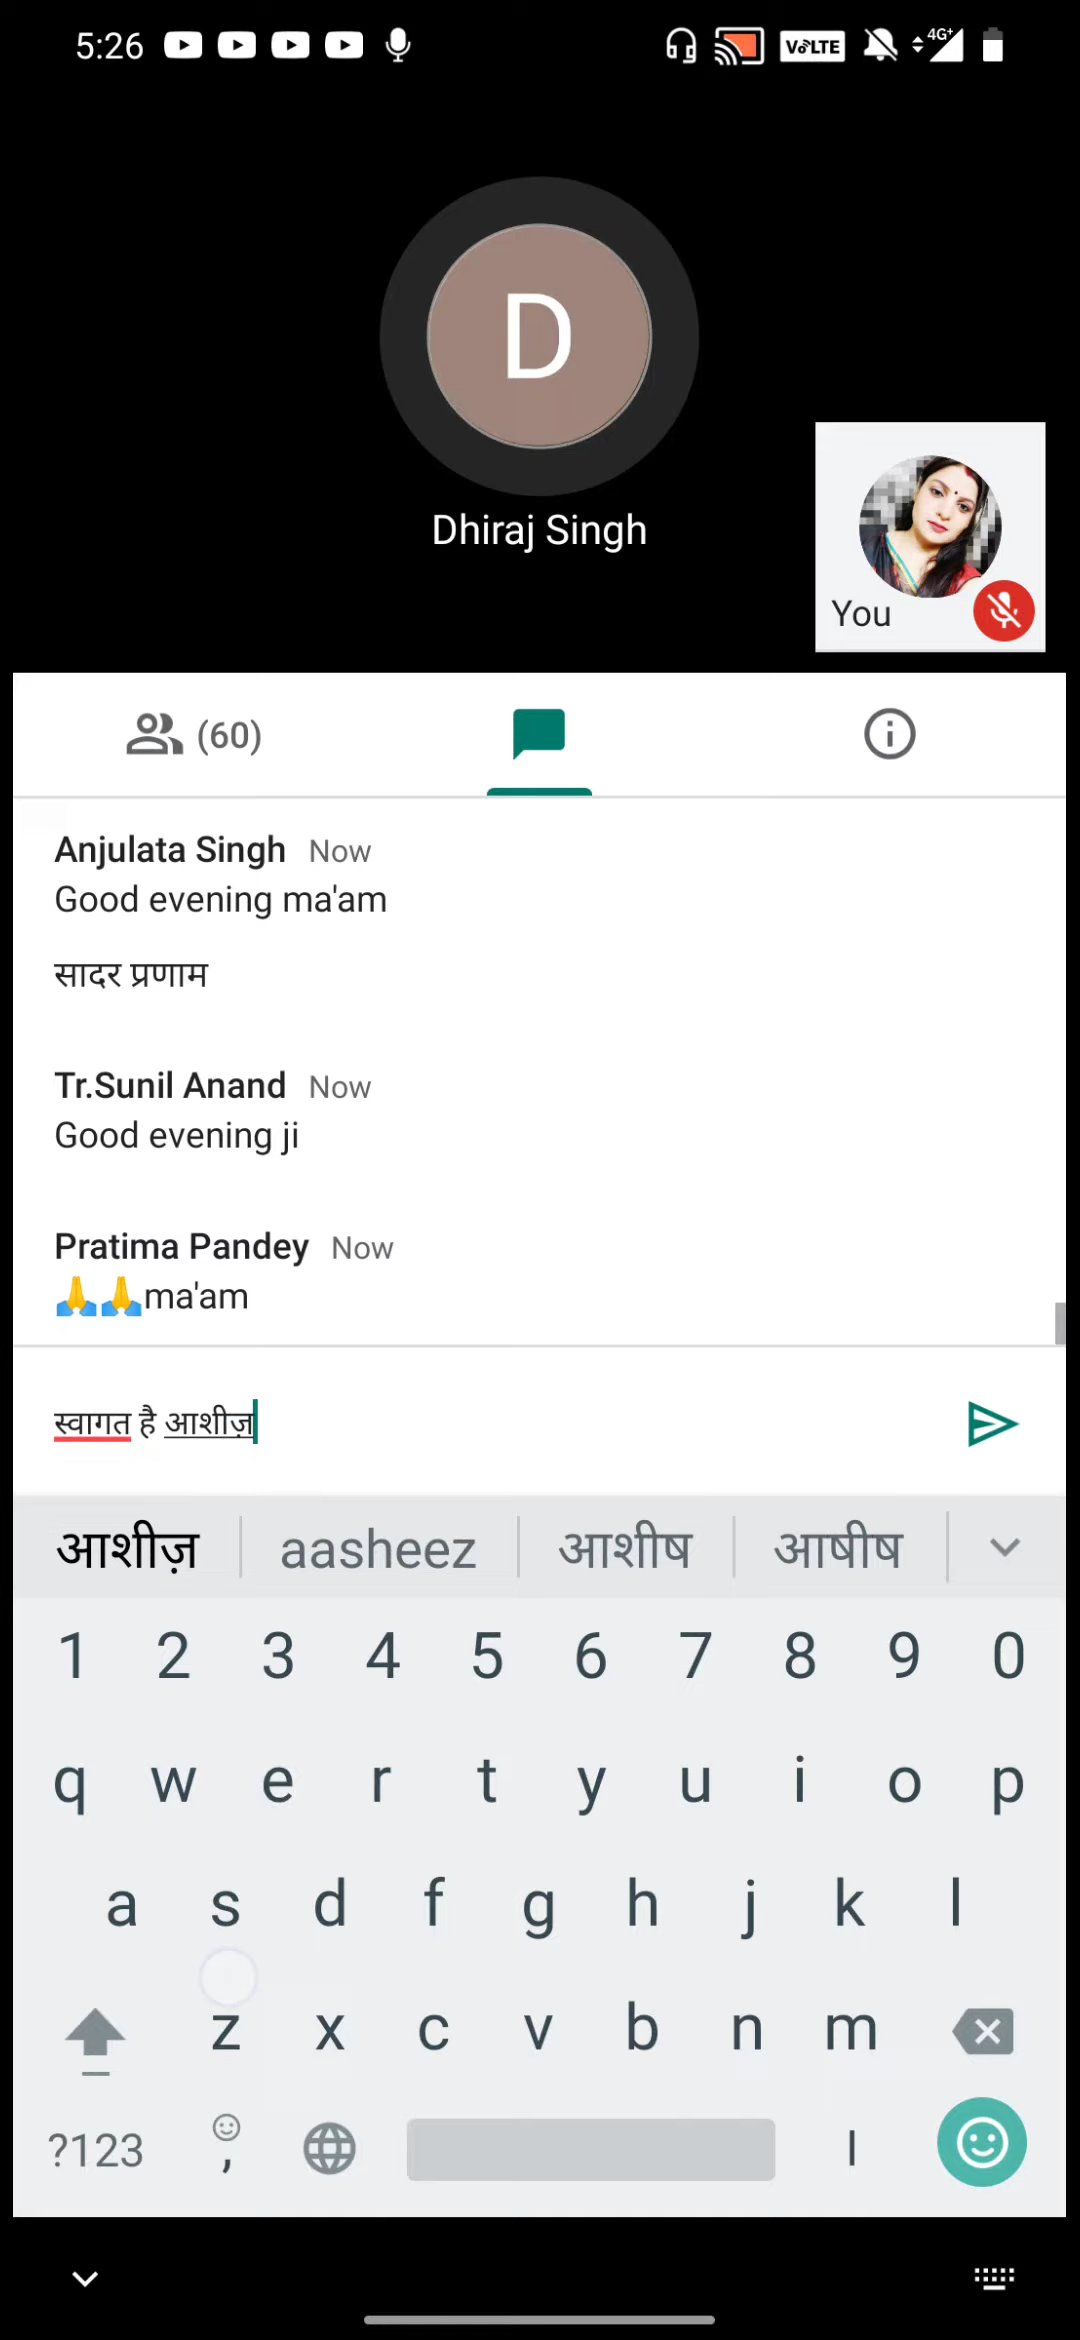 5:26
VoLTE
4G+
D
Dhiraj Singh
You
(60)
Anjulata Singh Now
Good evening ma'am
सादर प्रणाम
Tr.Sunil Anand Now
Good evening ji
Pratima Pandey Now
🙏🙏ma'am
स्वागत है आशीज़
आशीज़ aasheez आशीष आषीष
1 2 3 4 5 6 7 8 9 0
q w e r t y u i o p
a s d f g h j k l
z x c v b n m
?123 , ।